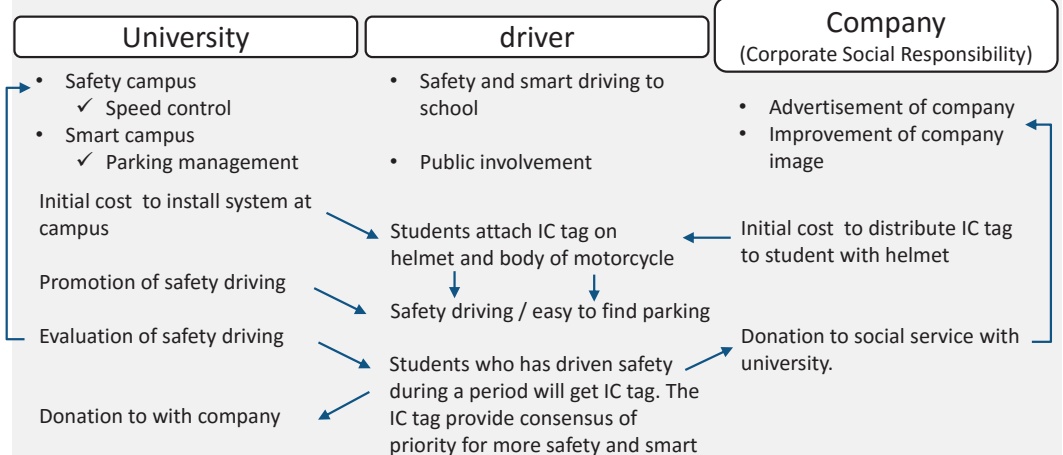 University
driver
Company
(Corporate Social Responsibility)
• Safety campus
✓ Speed control
• Smart campus
✓ Parking management
Initial cost to install system at
campus
Promotion of safety driving
Evaluation of safety driving
Donation to with company
• Safety and smart driving to
school
• Public involvement
Students attach IC tag on
helmet and body of motorcycle
Safety driving / easy to find parking
Students who has driven safety
during a period will get IC tag. The
IC tag provide consensus of
priority for more safety and smart
• Advertisement of company
• Improvement of company
image
Initial cost to distribute IC tag
to student with helmet
Donation to social service with
university.